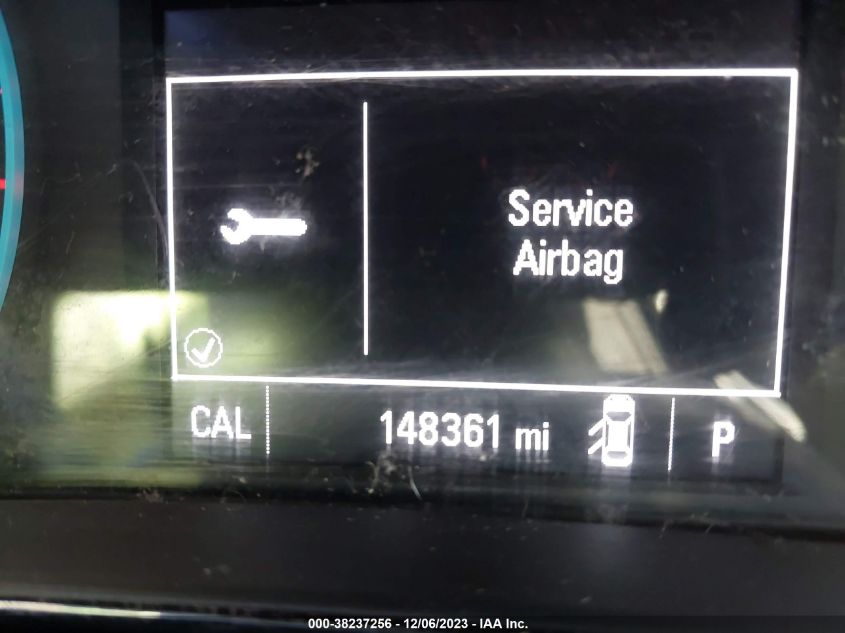 Service
Airbag
CAL
148361 mi
P
000-38237256 - 12/06/2023 - IAA Inc.